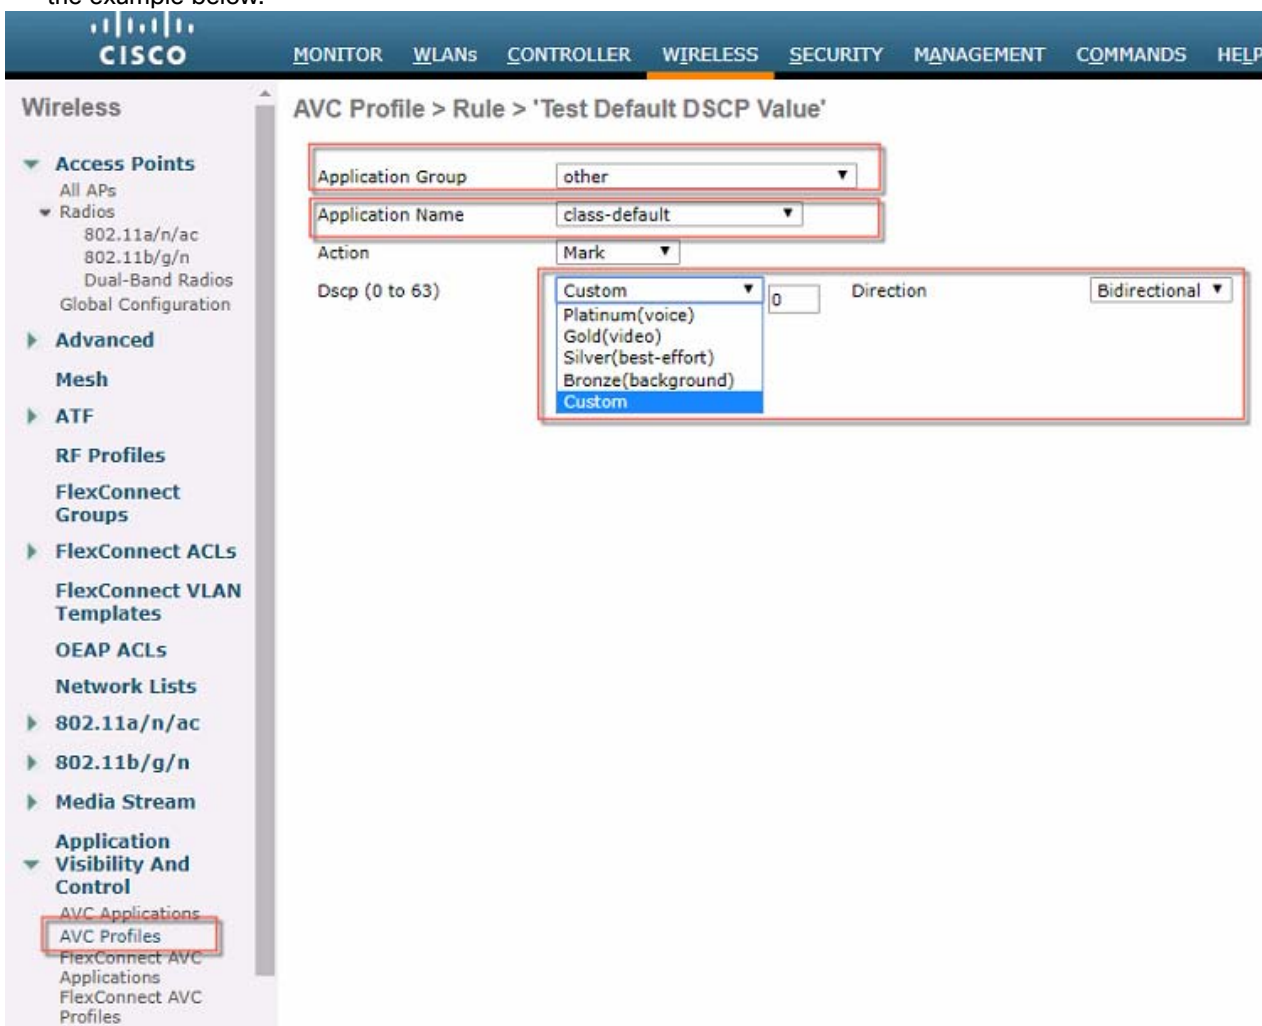 the example below.
CISCO
MONITOR WLANs CONTROLLER WIRELESS SECURITY MANAGEMENT COMMANDS HELP
Wireless
Access Points
All APs
Radios
802.11a/n/ac
802.11b/g/n
Dual-Band Radios
Global Configuration
Advanced
Mesh
ATF
RF Profiles
FlexConnect
Groups
FlexConnect ACLs
FlexConnect VLAN
Templates
OEAP ACLs
Network Lists
802.11a/n/ac
802.11b/g/n
Media Stream
Application
Visibility And
Control
AVC Applications
AVC Profiles
FlexConnect AVC
Applications
FlexConnect AVC
Profiles
AVC Profile > Rule > 'Test Default DSCP Value'
Application Group other
Application Name class-default
Action Mark
Dscp (0 to 63) Custom 0 Direction Bidirectional
Platinum(voice)
Gold(video)
Silver(best-effort)
Bronze(background)
Custom